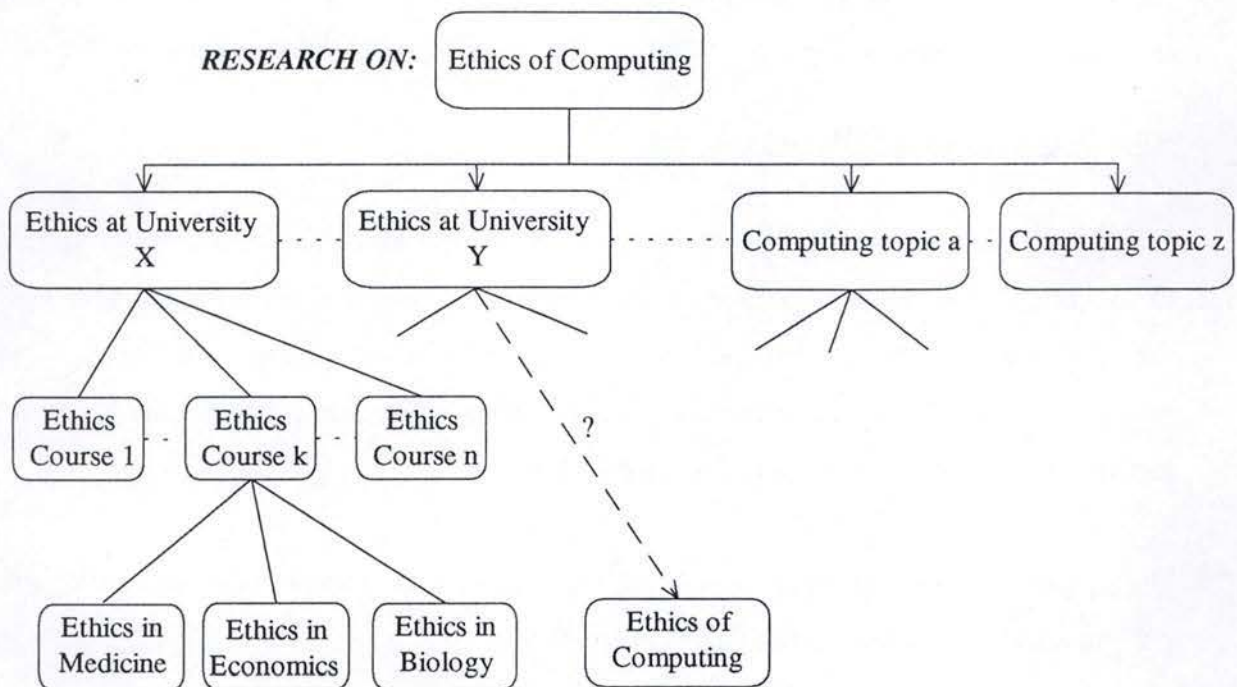 RESEARCH ON:
Ethics of Computing
Ethics at University
X
Ethics at University
Y
Computing topic a
Computing topic z
Ethics
Course 1
Ethics
Course k
Ethics
Course n
?
Ethics in
Medicine
Ethics in
Economics
Ethics in
Biology
Ethics of
Computing